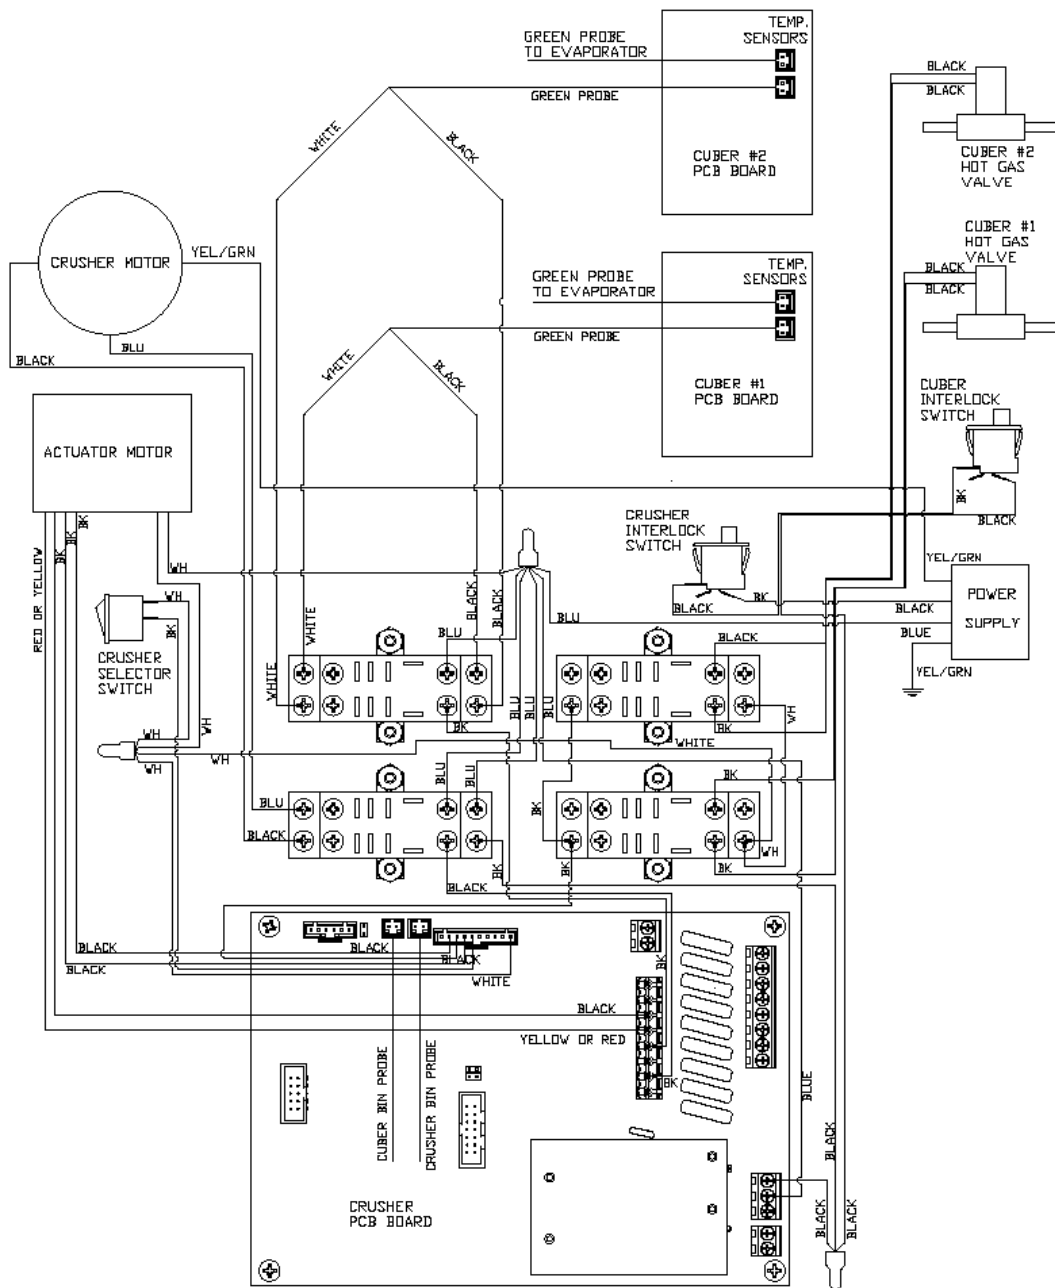 TEMP.
SENSORS
GREEN PROBE
TO EVAPORATOR
GREEN PROBE
WHITE
BLACK
CUBER #2
PCB BOARD
BLACK
BLACK
CUBER #2
HOT GAS
VALVE
CRUSHER MOTOR
YEL/GRN
BLU
BLACK
TEMP.
SENSORS
GREEN PROBE
TO EVAPORATOR
GREEN PROBE
WHITE
BLACK
CUBER #1
PCB BOARD
CUBER #1
HOT GAS
VALVE
BLACK
BLACK
CUBER
INTERLOCK
SWITCH
BK
BLACK
ACTUATOR MOTOR
RED OR YELLOW
BK
BK
BK
WH
WH
BK
CRUSHER
SELECTOR
SWITCH
WH
WH
WH
WH
WH
CRUSHER
INTERLOCK
SWITCH
BLACK
BK
YEL/GRN
BLACK
BLUE
YEL/GRN
POWER
SUPPLY
BLU
WHITE
WHITE
BLU
BLACK
BLACK
BK
BLU
BLU
BLU
BLACK
BK
WH
WHITE
BLU
BLACK
BLU
BLU
BLACK
BK
BK
BK
BK
BK
WH
BLACK
BLACK
BLACK
BLACK
WHITE
BK
BLACK
YELLOW OR RED
BK
CUBER BIN PROBE
CRUSHER BIN PROBE
BLUE
BLACK
BLACK
BLACK
CRUSHER
PCB BOARD